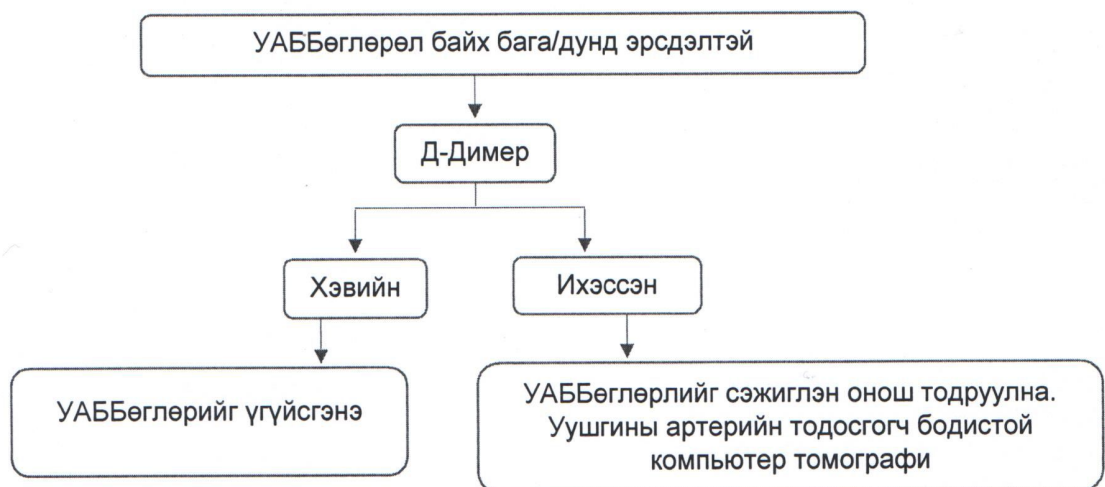 УАББөглөрөл байх бага/дунд эрсдэлтэй
Д-Димер
Хэвийн
Ихэссэн
УАББөглөрийг үгүйсгэнэ
УАББөглөрлийг сэжиглэн онош тодруулна.
Уушгины артерийн тодосгогч бодистой
компьютер томографи